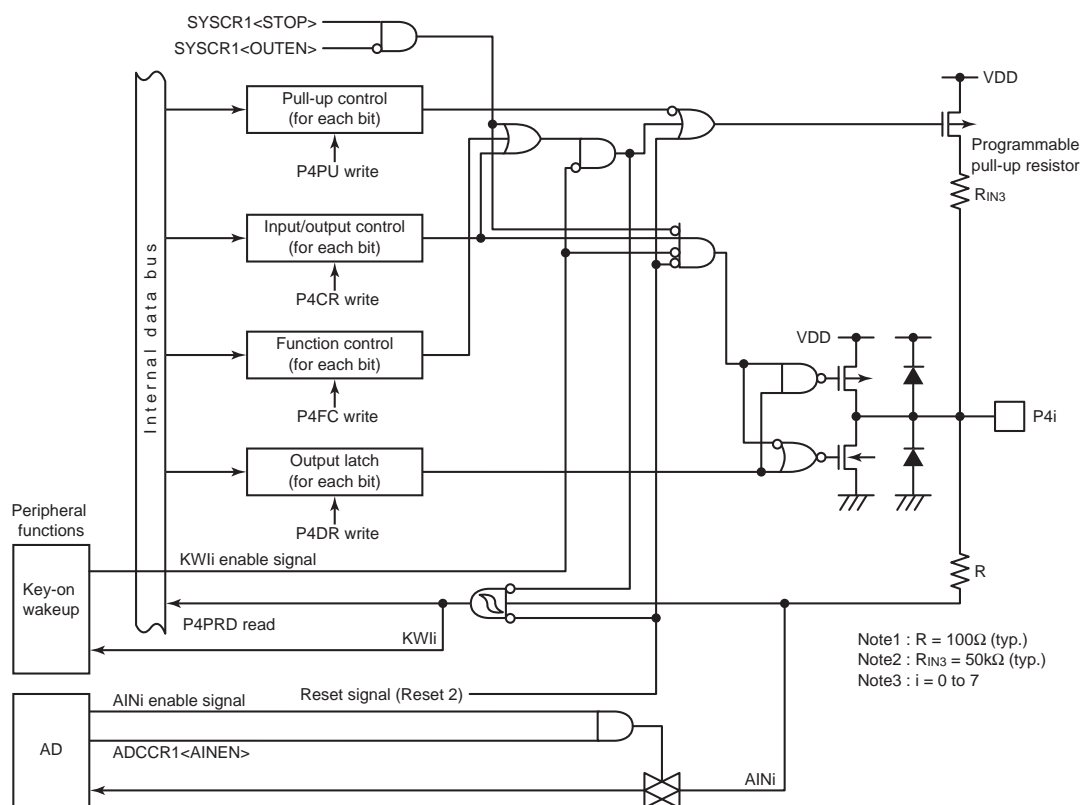 SYSCR1<STOP>
SYSCR1<OUTEN>
VDD
Pull-up control
(for each bit)
P4PU write
Programmable
pull-up resistor
RIN3
Internal data bus
Input/output control
(for each bit)
P4CR write
Function control
(for each bit)
P4FC write
VDD
P4i
Output latch
(for each bit)
P4DR write
Peripheral
functions
Key-on
wakeup
KWIi enable signal
R
P4PRD read
KWIi
Note1 : R = 100Ω (typ.)
Note2 : RIN3 = 50kΩ (typ.)
Note3 : i = 0 to 7
Reset signal (Reset 2)
AINi enable signal
AD
ADCCR1<AINEN>
AINi